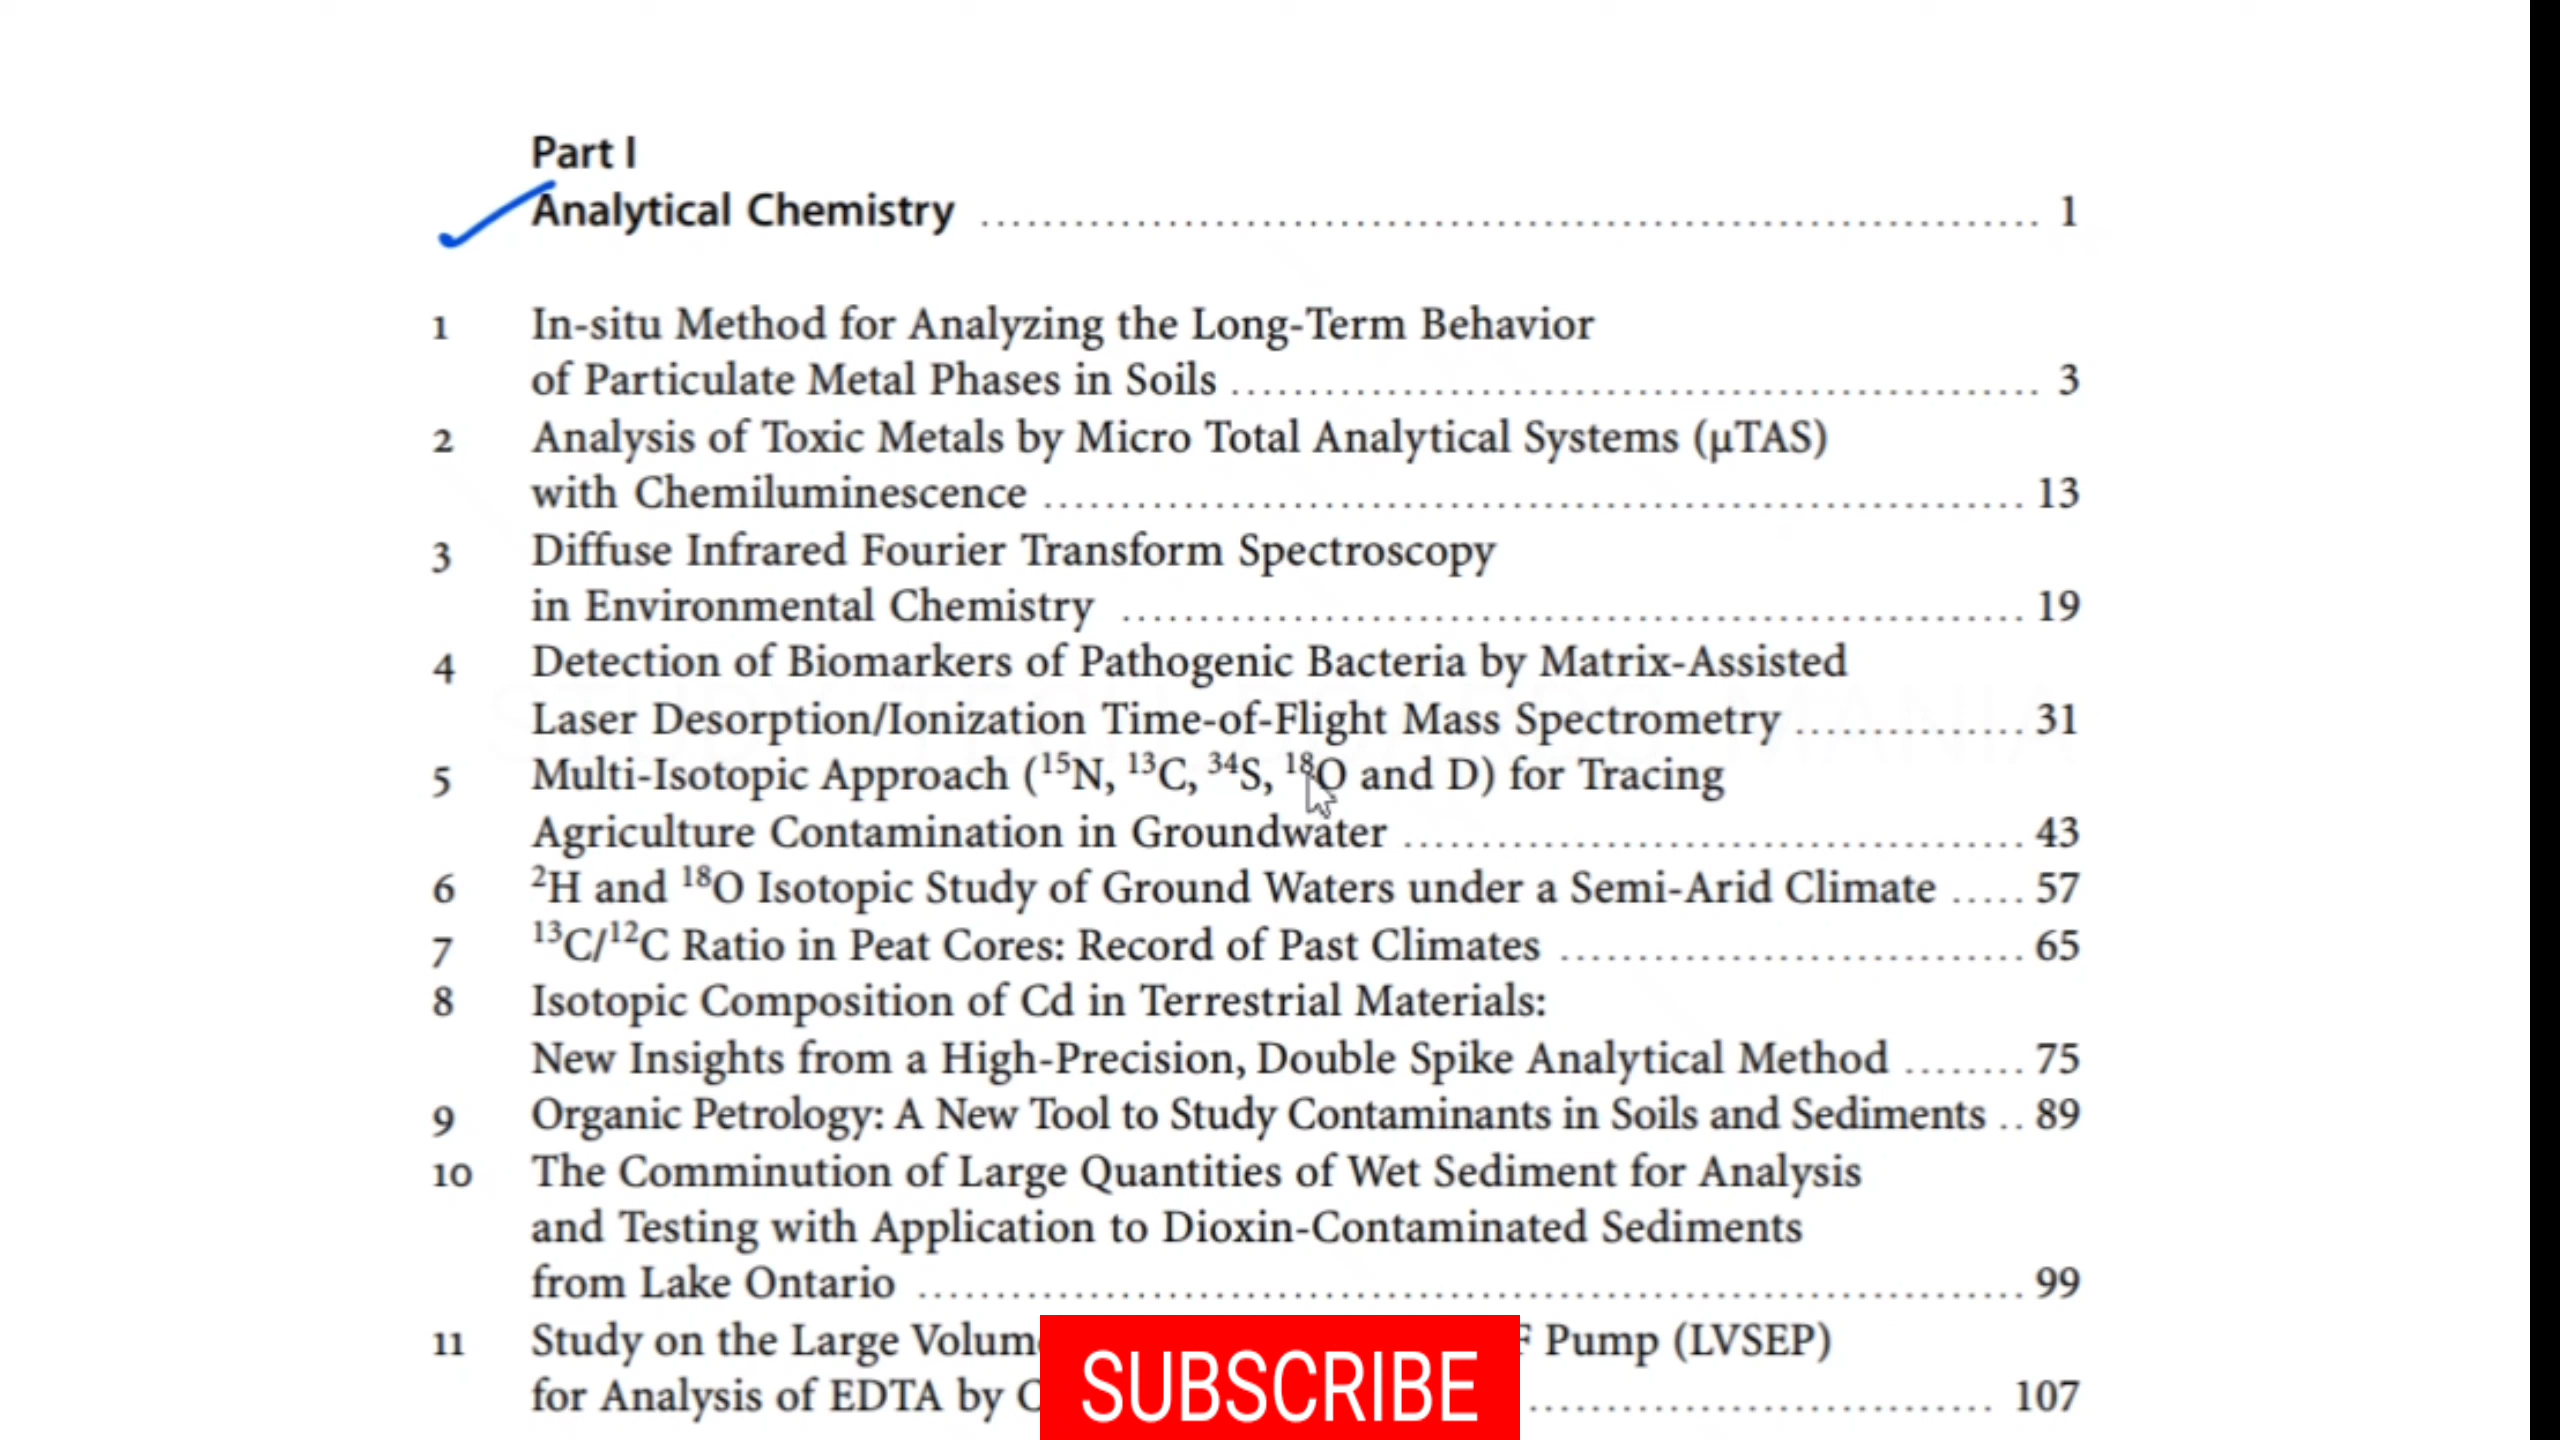 Part I
Analytical Chemistry ........ 1
1 In-situ Method for Analyzing the Long-Term Behavior
of Particulate Metal Phases in Soils ........ 3
2 Analysis of Toxic Metals by Micro Total Analytical Systems (µTAS)
with Chemiluminescence ........ 13
3 Diffuse Infrared Fourier Transform Spectroscopy
in Environmental Chemistry ........ 19
4 Detection of Biomarkers of Pathogenic Bacteria by Matrix-Assisted
Laser Desorption/Ionization Time-of-Flight Mass Spectrometry ........ 31
5 Multi-Isotopic Approach (¹⁵N, ¹³C, ³⁴S, ¹⁸O and D) for Tracing
Agriculture Contamination in Groundwater ........ 43
6 ²H and ¹⁸O Isotopic Study of Ground Waters under a Semi-Arid Climate ..... 57
7 ¹³C/¹²C Ratio in Peat Cores: Record of Past Climates ........ 65
8 Isotopic Composition of Cd in Terrestrial Materials:
New Insights from a High-Precision, Double Spike Analytical Method ........ 75
9 Organic Petrology: A New Tool to Study Contaminants in Soils and Sediments .. 89
10 The Comminution of Large Quantities of Wet Sediment for Analysis
and Testing with Application to Dioxin-Contaminated Sediments
from Lake Ontario ........ 99
11 Study on the Large Pump (LVSEP)
for Analysis of EDTA by ........ 107
SUBSCRIBE